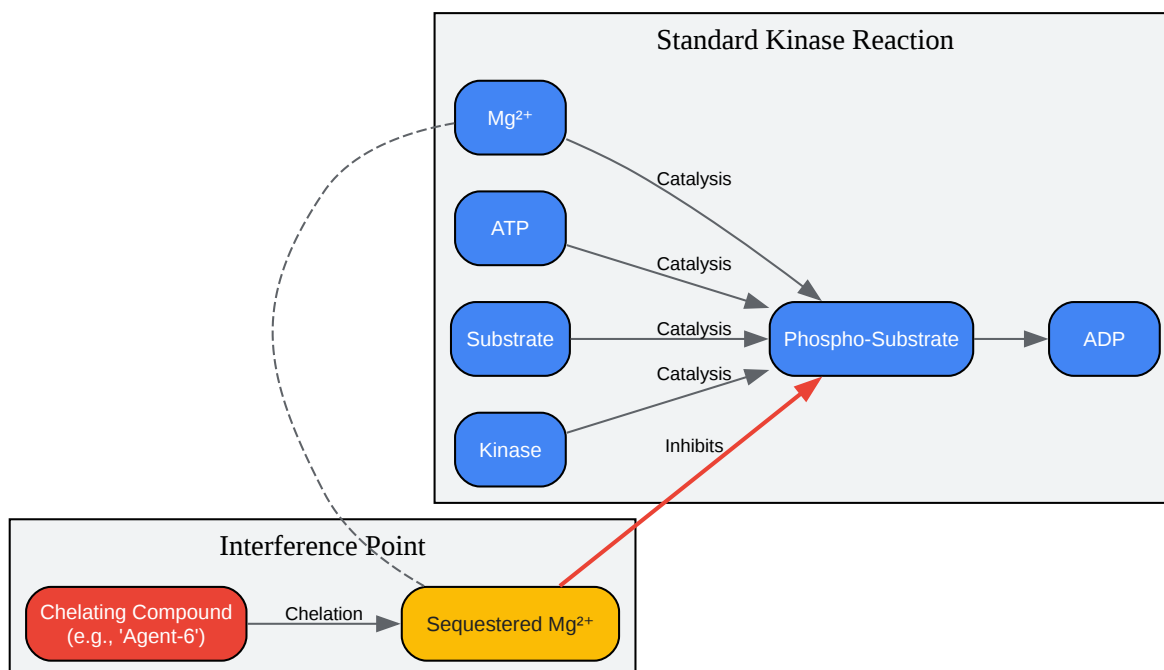 Standard Kinase Reaction
Mg²⁺
Catalysis
ATP
Catalysis
Substrate
Catalysis
Phospho-Substrate
ADP
Catalysis
Kinase
Inhibits
Interference Point
Chelating Compound
(e.g., 'Agent-6')
Chelation
Sequestered Mg²⁺